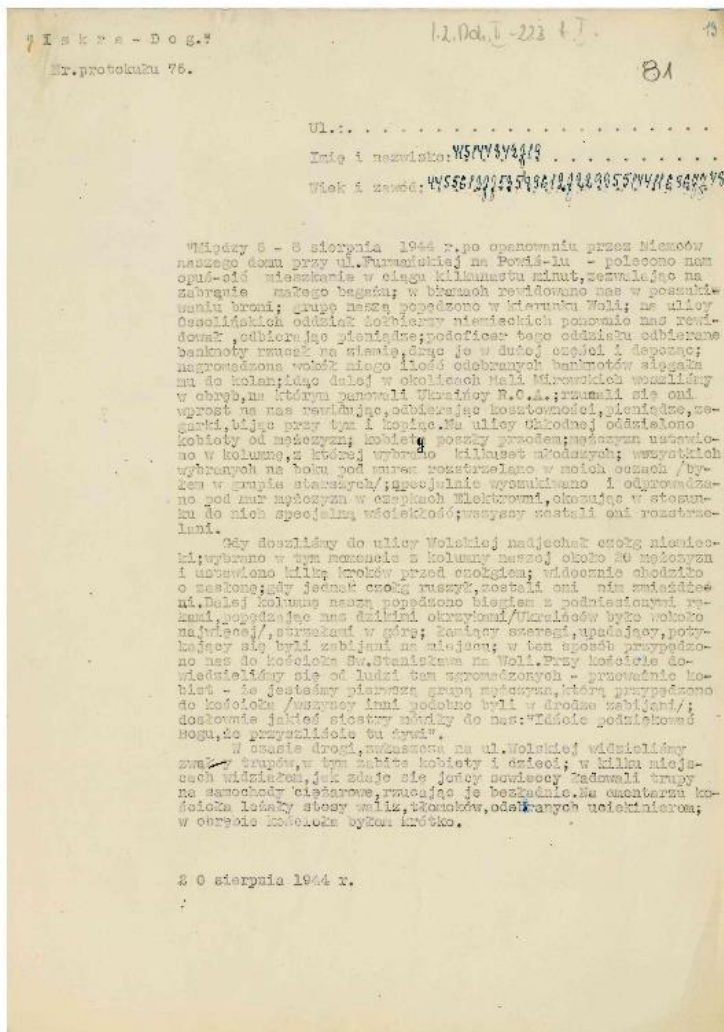 "I s k r a - D o g."
1.2.Dok.II-223 t.I.
19
Nr.protokułu 76.
81
Ul.:. . . . . . . . . . . . . . . . . . . . . . .
Imię i nazwisko:
Wiek i zawód:
"Między 6 - 8 sierpnia 1944 r.po opanowaniu przez Niemców
naszego domu przy ul.Furmańskiej na Powiś-lu - polecono nam
opuś-cić mieszkanie w ciągu kilkunastu minut,zezwalając na
zabranie małego bagażu; w bramach rewidowano nas w poszuki-
waniu broni; grupę naszą popędzono w kierunku Woli; na ulicy
Ossolińskich oddział żołnierzy niemieckich ponownie nas rewi-
dował ,odbierając pieniądze;podoficer tego oddziału odbierane
banknoty rzucał na ziemię,drąc je w dużej części i depcząc;
nagromadzona wokół niego ilość odebranych banknotów sięgała
mu do kolan;idąc dalej w okolicach Hali Mirowskich weszliśmy
w obręb,na którym panowali Ukraińcy R.O.A.;rzucali się oni
wprost na nas rewidując,odbierając kosztowności,pieniądze,ze-
garki,bijąc przy tym i kopiąc.Na ulicy Chłodnej oddzielono
kobiety od mężczyzn; kobiety poszły przodem;mężczyzn ustawio-
no w kolumnę,z której wybrano kilkuset młodszych; wszystkich
wybranych na boku pod murem rozstrzelano w moich oczach /by-
łem w grupie starszych/;specjalnie wyszukiwano i odprowadza-
no pod mur mężczyzn w czapkach Elektrowni,okazując w stosun-
ku do nich specjalną wściekłość;wszyscy zostali oni rozstrze-
lani.
Gdy doszliśmy do ulicy Wolskiej nadjechał czołg niemiec-
ki;wybrano w tym momencie z kolumny naszej około 20 mężczyzn
i ustawiono kilka kroków przed czołgiem; widocznie chodziło
o zasłonę;gdy jednak czołg ruszył,zostali oni nim zmiażdże-
ni.Dalej kolumnę naszą popędzono biegiem z podniesionymi rę-
kami,popędzając nas dzikimi okrzykami/Ukraińców było wokoło
najwięcej/,strzałami w górę; łamiący szeregi,upadający,poty-
kający się byli zabijani na miejscu; w ten sposób przypędzo-
no nas do kościoła Św.Stanisława na Woli.Przy kościele do-
wiedzieliśmy się od ludzi tam zgromadzonych - przeważnie ko-
biet - że jesteśmy pierwszą grupą mężczyzn,którą przypędzono
do kościoła /wszyscy inni podobno byli w drodze zabijani/;
dosłownie jakieś siostry mówiły do nas:"Idźcie podziękować
Bogu,że przyszliście tu żywi".
W czasie drogi,zwłaszcza na ul.Wolskiej widzieliśmy
zwały trupów,w tym zabite kobiety i dzieci; w kilku miejs-
cach widziałem,jak zdaje się jeńcy sowieccy ładowali trupy
na samochody ciężarowe,rzucając je bezładnie.Na cmentarzu ko-
ścioła leżały stosy waliz,tłomoków,odebranych uciekinierom;
w obrębie kościoła byłem krótko.
2 0 sierpnia 1944 r.